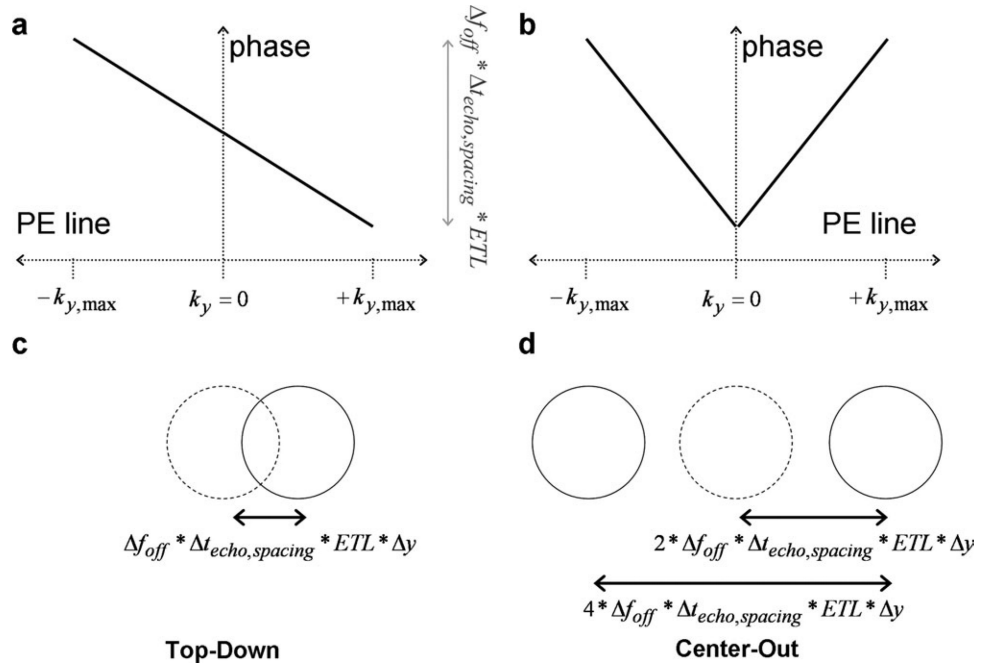 a
phase
Δf_off * Δt_echo,spacing * ETL
PE line
−k_y,max
k_y = 0
+k_y,max
b
phase
PE line
−k_y,max
k_y = 0
+k_y,max
c
Δf_off * Δt_echo,spacing * ETL * Δy
Top-Down
d
2 * Δf_off * Δt_echo,spacing * ETL * Δy
4 * Δf_off * Δt_echo,spacing * ETL * Δy
Center-Out